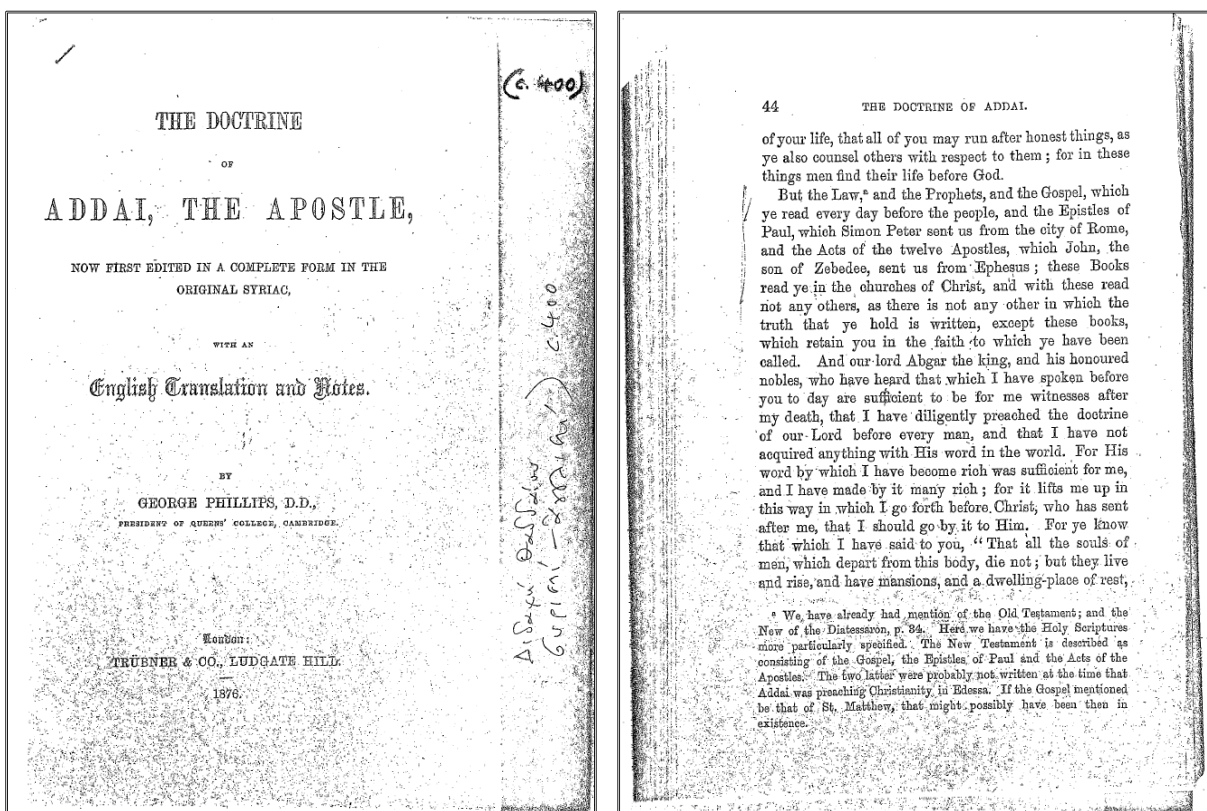 (c. 400)
THE DOCTRINE
OF
ADDAI, THE APOSTLE,
NOW FIRST EDITED IN A COMPLETE FORM IN THE
ORIGINAL SYRIAC,
WITH AN
English Translation and Notes.
BY
GEORGE PHILLIPS, D.D.,
PRESIDENT OF QUEENS' COLLEGE, CAMBRIDGE.
London:
TRÜBNER & CO., LUDGATE HILL.
1876.
Διδαχή Θαδδαίου
c 400
44 THE DOCTRINE OF ADDAI.
of your life, that all of you may run after honest things, as
ye also counsel others with respect to them; for in these
things men find their life before God.
But the Law,ᵃ and the Prophets, and the Gospel, which
ye read every day before the people, and the Epistles of
Paul, which Simon Peter sent us from the city of Rome,
and the Acts of the twelve Apostles, which John, the
son of Zebedee, sent us from Ephesus; these Books
read ye in the churches of Christ, and with these read
not any others, as there is not any other in which the
truth that ye hold is written, except these books,
which retain you in the faith to which ye have been
called. And our lord Abgar the king, and his honoured
nobles, who have heard that which I have spoken before
you to day are sufficient to be for me witnesses after
my death, that I have diligently preached the doctrine
of our Lord before every man, and that I have not
acquired anything with His word in the world. For His
word by which I have become rich was sufficient for me,
and I have made by it many rich; for it lifts me up in
this way in which I go forth before Christ, who has sent
after me, that I should go by it to Him. For ye know
that which I have said to you, “That all the souls of
men, which depart from this body, die not; but they live
and rise, and have mansions, and a dwelling-place of rest,
ᵃ We have already had mention of the Old Testament; and the
New of the Diatessaron, p. 34. Here we have the Holy Scriptures
more particularly specified. The New Testament is described as
consisting of the Gospel, the Epistles of Paul and the Acts of the
Apostles. The two latter were probably not written at the time that
Addai was preaching Christianity in Edessa. If the Gospel mentioned
be that of St. Matthew, that might possibly have been then in
existence.